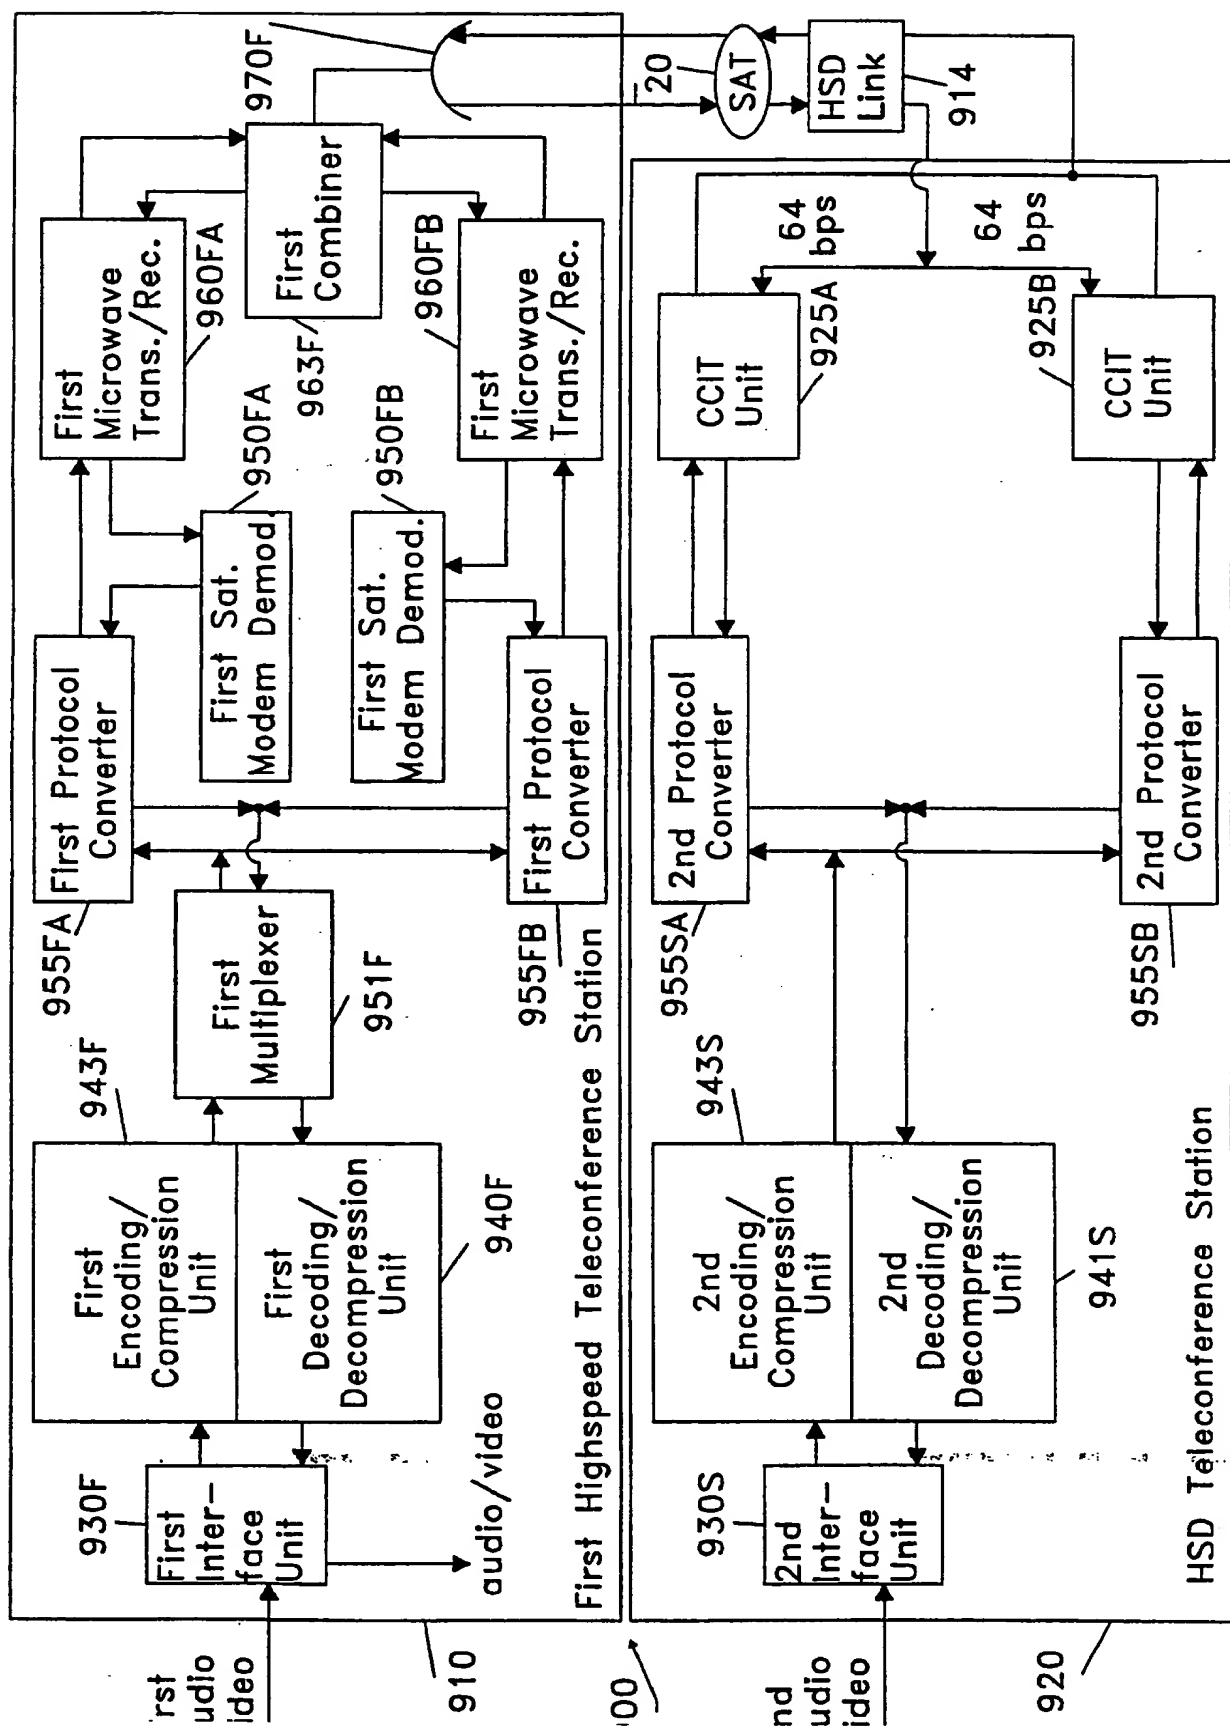 970F
First
Microwave
Trans./Rec.
960FA
First
Combiner
963F
960FB
First
Microwave
Trans./Rec.
950FA
950FB
First Sat.
Modem Demod.
First Sat.
Modem Demod.
First Protocol
Converter
955FA
First Protocol
Converter
955FB
First
Multiplexer
951F
943F
First
Encoding/
Compression
Unit
First
Decoding/
Decompression
Unit
940F
930F
First
Inter-
face
Unit
audio/video
First Highspeed Teleconference Station
rst
udio
ideo
910
20
SAT
HSD
Link
914
64
bps
64
bps
CCIT
Unit
925A
925B
CCIT
Unit
2nd Protocol
Converter
955SA
2nd Protocol
Converter
955SB
943S
2nd
Encoding/
Compression
Unit
2nd
Decoding/
Decompression
Unit
941S
930S
2nd
Inter-
face
Unit
HSD Teleconference Station
00
nd
udio
ideo
920